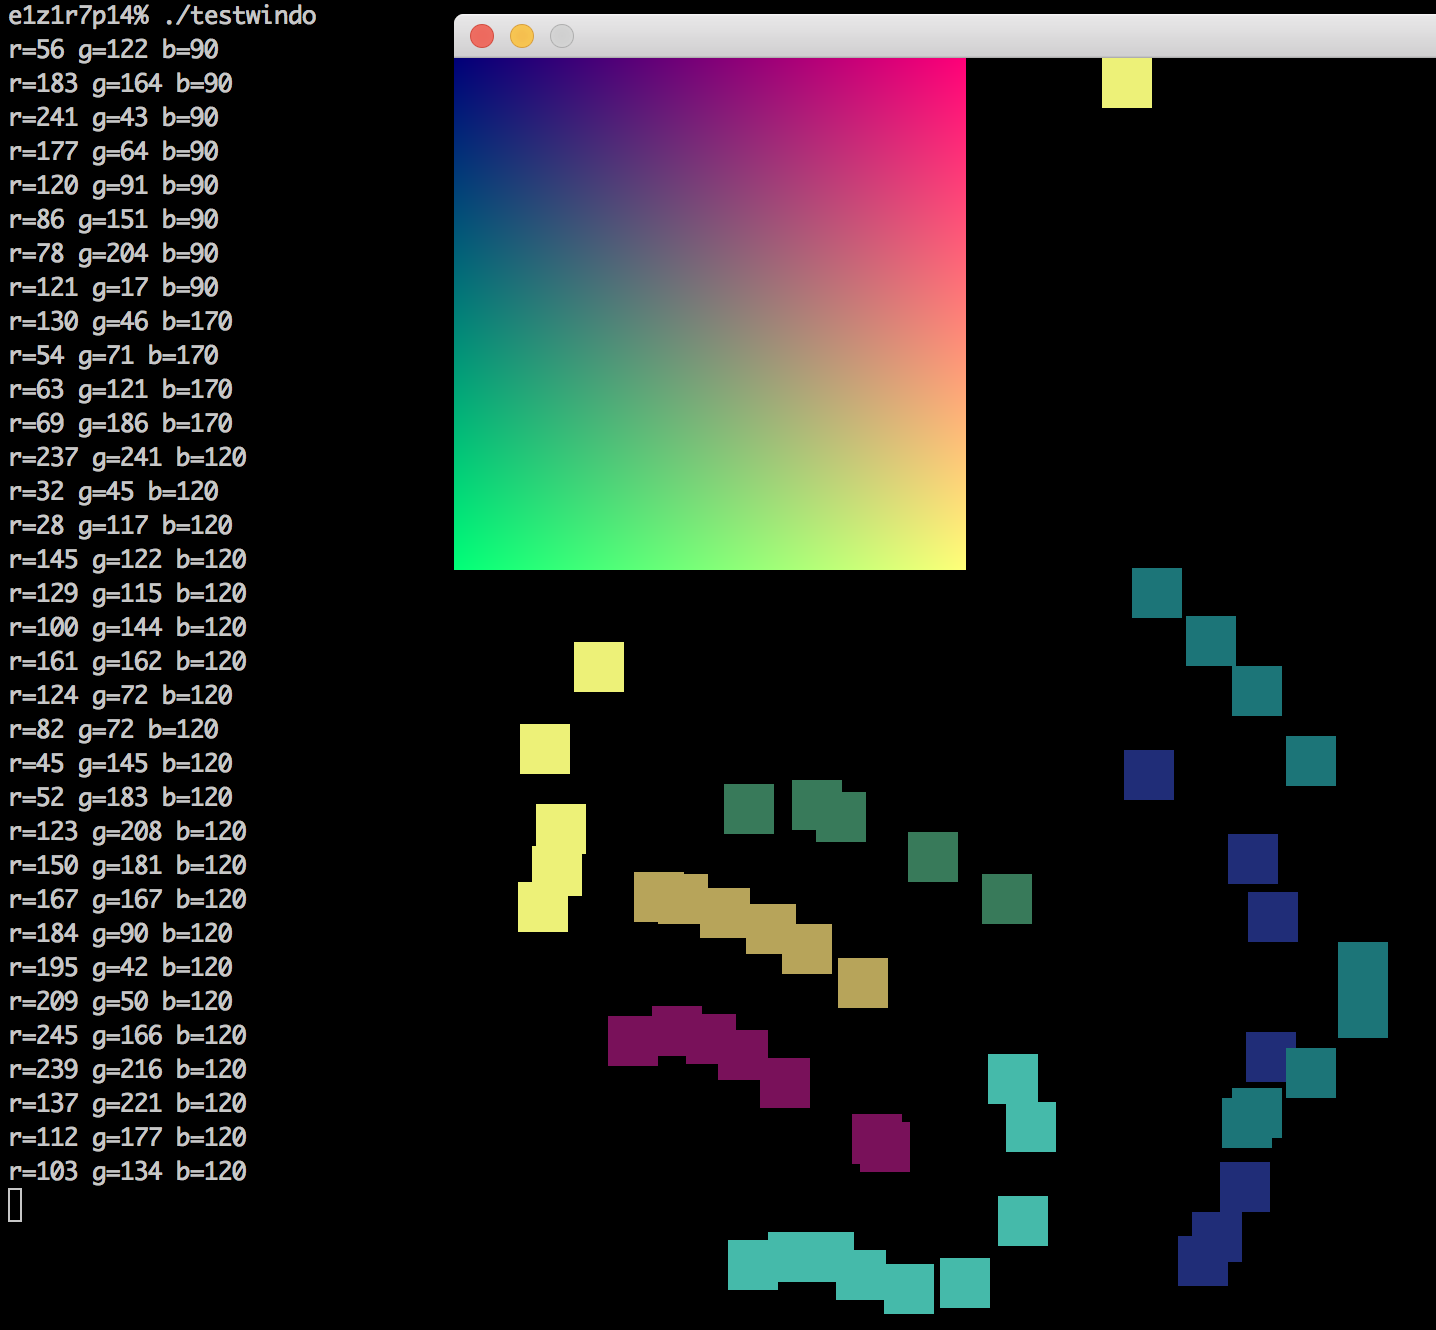 e1z1r7p14% ./testwindo
r=56 g=122 b=90
r=183 g=164 b=90
r=241 g=43 b=90
r=177 g=64 b=90
r=120 g=91 b=90
r=86 g=151 b=90
r=78 g=204 b=90
r=121 g=17 b=90
r=130 g=46 b=170
r=54 g=71 b=170
r=63 g=121 b=170
r=69 g=186 b=170
r=237 g=241 b=120
r=32 g=45 b=120
r=28 g=117 b=120
r=145 g=122 b=120
r=129 g=115 b=120
r=100 g=144 b=120
r=161 g=162 b=120
r=124 g=72 b=120
r=82 g=72 b=120
r=45 g=145 b=120
r=52 g=183 b=120
r=123 g=208 b=120
r=150 g=181 b=120
r=167 g=167 b=120
r=184 g=90 b=120
r=195 g=42 b=120
r=209 g=50 b=120
r=245 g=166 b=120
r=239 g=216 b=120
r=137 g=221 b=120
r=112 g=177 b=120
r=103 g=134 b=120